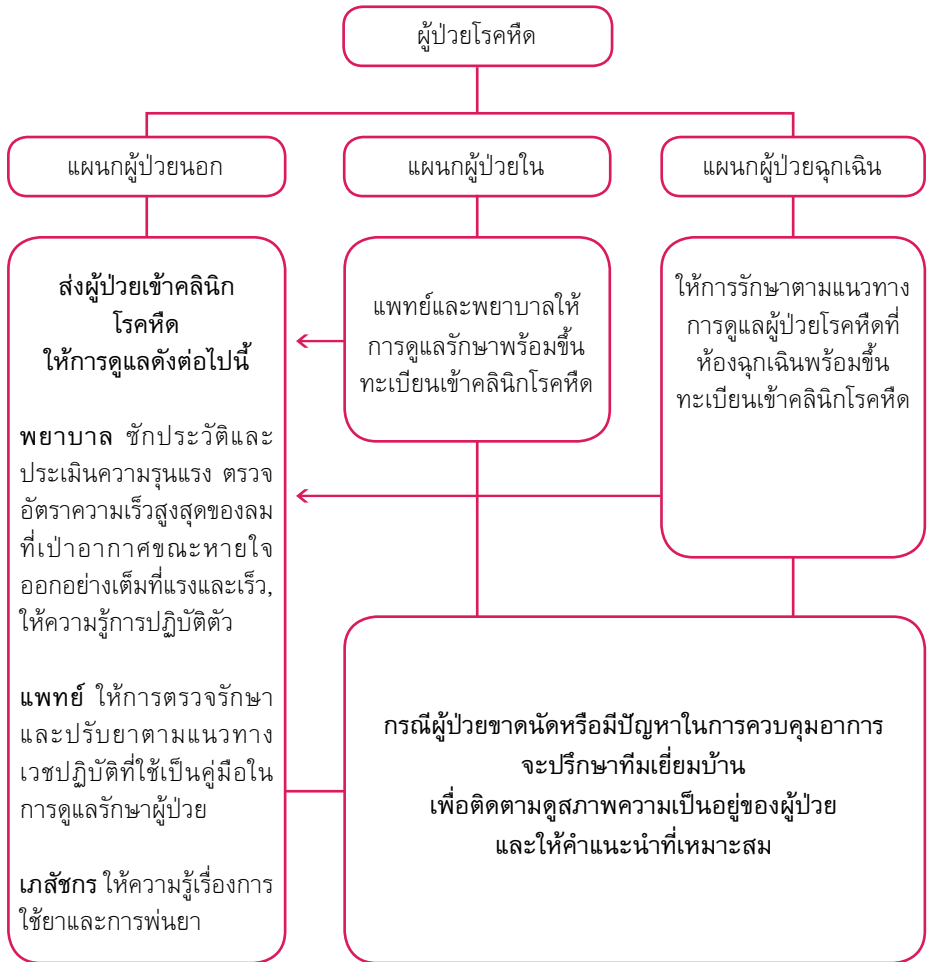 ผู้ป่วยโรคหืด
แผนกผู้ป่วยนอก
แผนกผู้ป่วยใน
แผนกผู้ป่วยฉุกเฉิน
ส่งผู้ป่วยเข้าคลินิก
โรคหืด
ให้การดูแลดังต่อไปนี้
พยาบาล ซักประวัติและ
ประเมินความรุนแรง ตรวจ
อัตราความเร็วสูงสุดของลม
ที่เป่าอากาศขณะหายใจ
ออกอย่างเต็มที่แรงและเร็ว,
ให้ความรู้การปฏิบัติตัว
แพทย์ ให้การตรวจรักษา
และปรับยาตามแนวทาง
เวชปฏิบัติที่ใช้เป็นคู่มือใน
การดูแลรักษาผู้ป่วย
เภสัชกร ให้ความรู้เรื่องการ
ใช้ยาและการพ่นยา
แพทย์และพยาบาลให้
การดูแลรักษาพร้อมขึ้น
ทะเบียนเข้าคลินิกโรคหืด
ให้การรักษาตามแนวทาง
การดูแลผู้ป่วยโรคหืดที่
ห้องฉุกเฉินพร้อมขึ้น
ทะเบียนเข้าคลินิกโรคหืด
กรณีผู้ป่วยขาดนัดหรือมีปัญหาในการควบคุมอาการ
จะปรึกษาทีมเยี่ยมบ้าน
เพื่อติดตามดูสภาพความเป็นอยู่ของผู้ป่วย
และให้คำแนะนำที่เหมาะสม